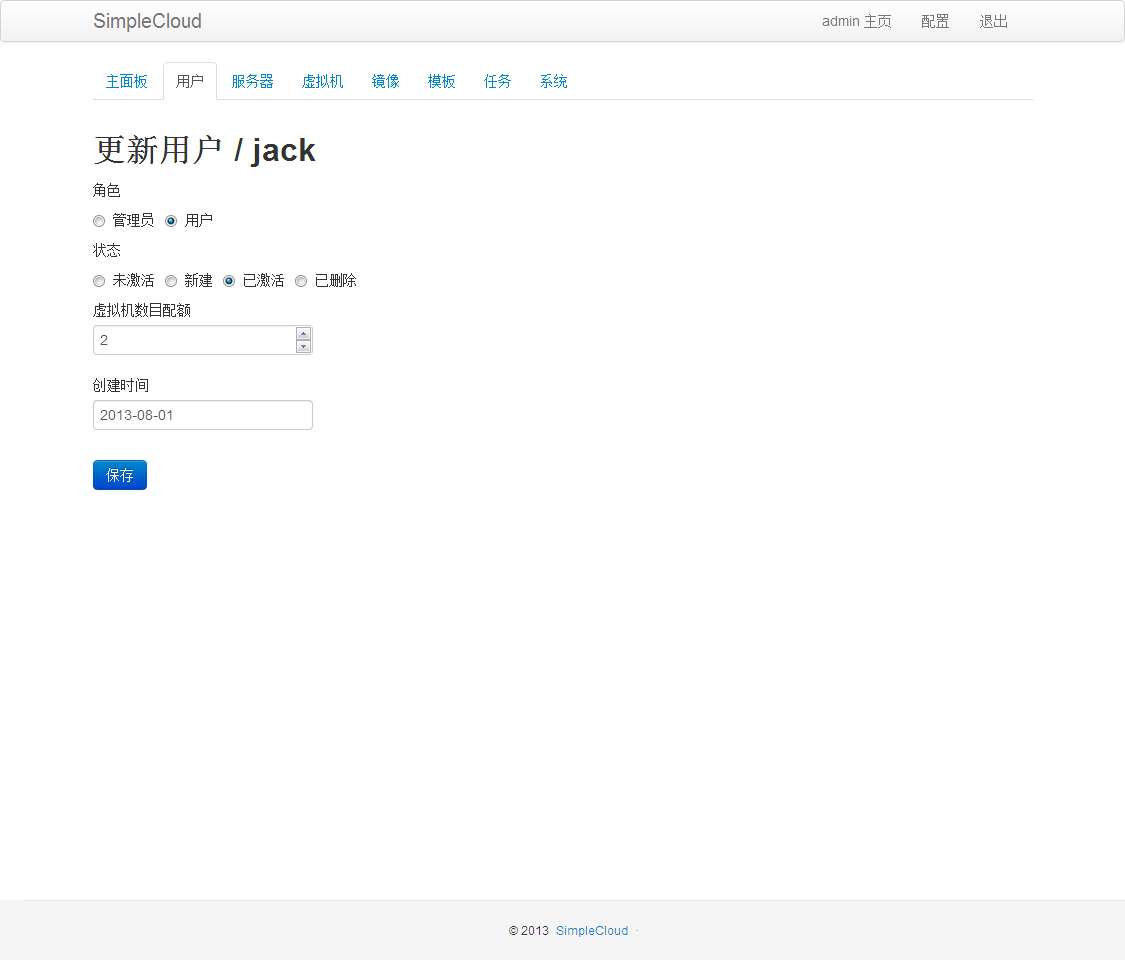 SimpleCloud admin 主页 配置 退出
主面板 用户 服务器 虚拟机 镜像 模板 任务 系统
更新用户 / jack
角色
管理员 用户
状态
未激活 新建 已激活 已删除
虚拟机数目配额
2
创建时间
2013-08-01
保存
© 2013 SimpleCloud ·